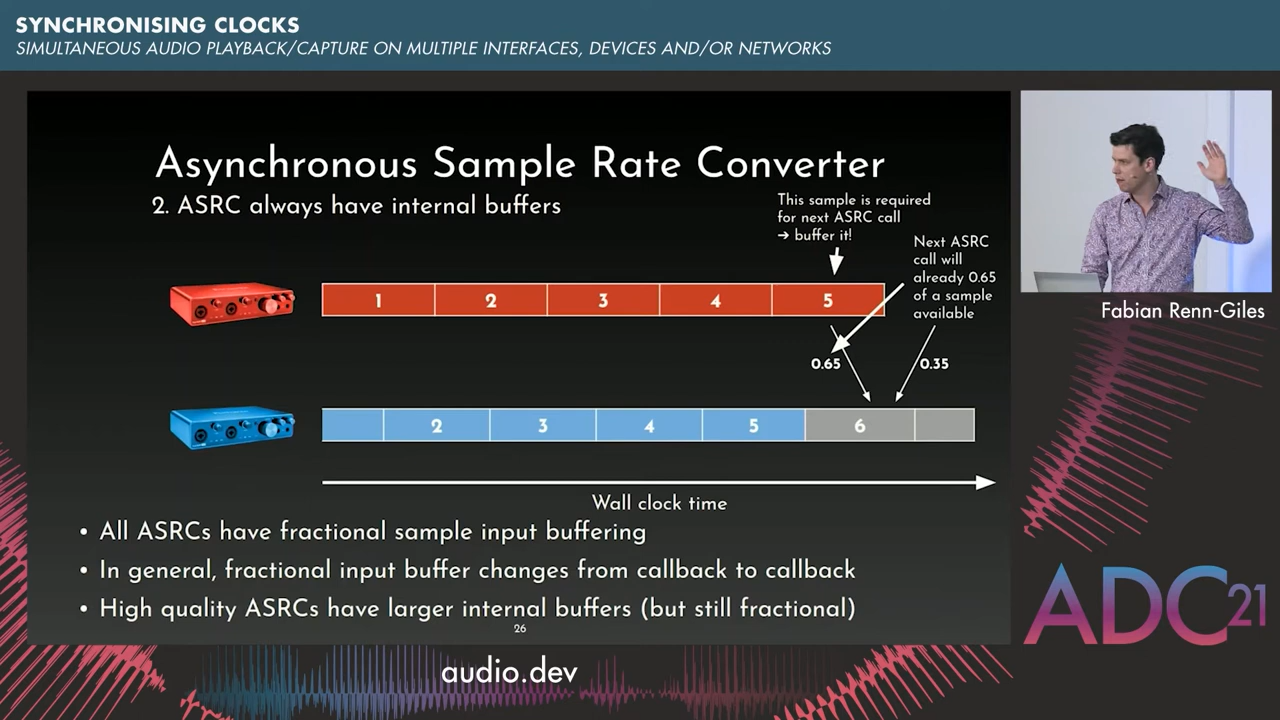 SYNCHRONISING CLOCKS
SIMULTANEOUS AUDIO PLAYBACK/CAPTURE ON MULTIPLE INTERFACES, DEVICES AND/OR NETWORKS
Asynchronous Sample Rate Converter
2. ASRC always have internal buffers
This sample is required
for next ASRC call
➔ buffer it!
Next ASRC
call will
already 0.65
of a sample
available
1 2 3 4 5
0.65 0.35
2 3 4 5 6
Wall clock time
• All ASRCs have fractional sample input buffering
• In general, fractional input buffer changes from callback to callback
• High quality ASRCs have larger internal buffers (but still fractional)
26
Fabian Renn-Giles
ADC21
audio.dev